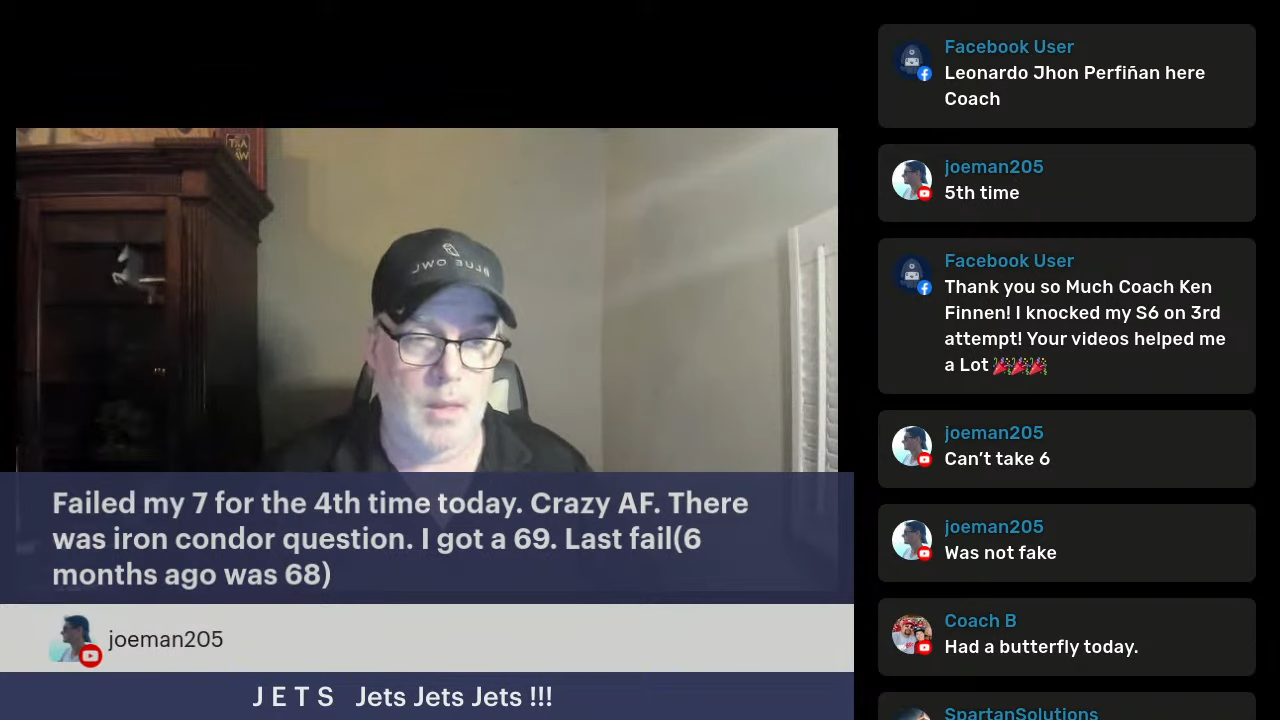 BLUE OWL
Failed my 7 for the 4th time today. Crazy AF. There
was iron condor question. I got a 69. Last fail(6
months ago was 68)
joeman205
J E T S Jets Jets Jets !!!
Facebook User
Leonardo Jhon Perfiñan here
Coach
joeman205
5th time
Facebook User
Thank you so Much Coach Ken
Finnen! I knocked my S6 on 3rd
attempt! Your videos helped me
a Lot 🎉🎉🎉
joeman205
Can’t take 6
joeman205
Was not fake
Coach B
Had a butterfly today.
SpartanSolutions